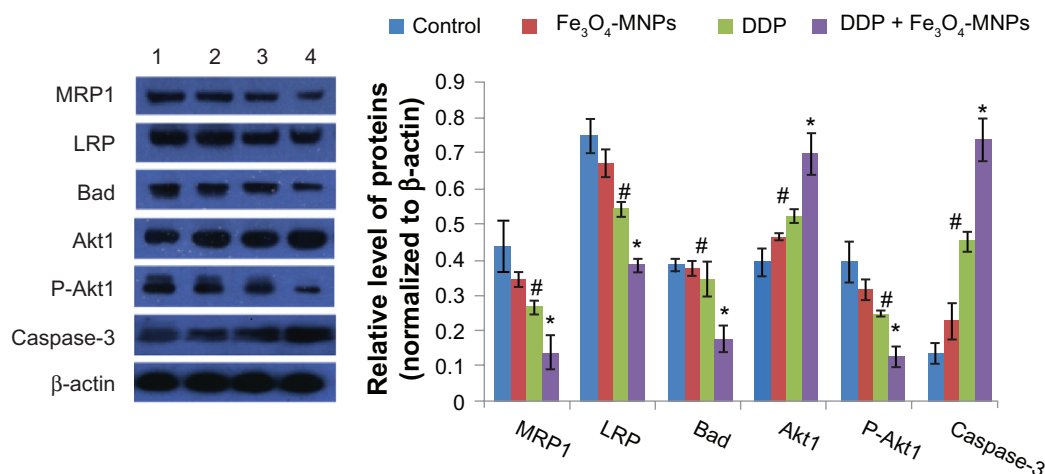 Control Fe₃O₄-MNPs DDP DDP + Fe₃O₄-MNPs
1 2 3 4
MRP1
LRP
Bad
Akt1
P-Akt1
Caspase-3
β-actin
Relative level of proteins
(normalized to β-actin)
0.9
0.8
0.7
0.6
0.5
0.4
0.3
0.2
0.1
0
# * # * # * # * # * # *
MRP1 LRP Bad Akt1 P-Akt1 Caspase-3